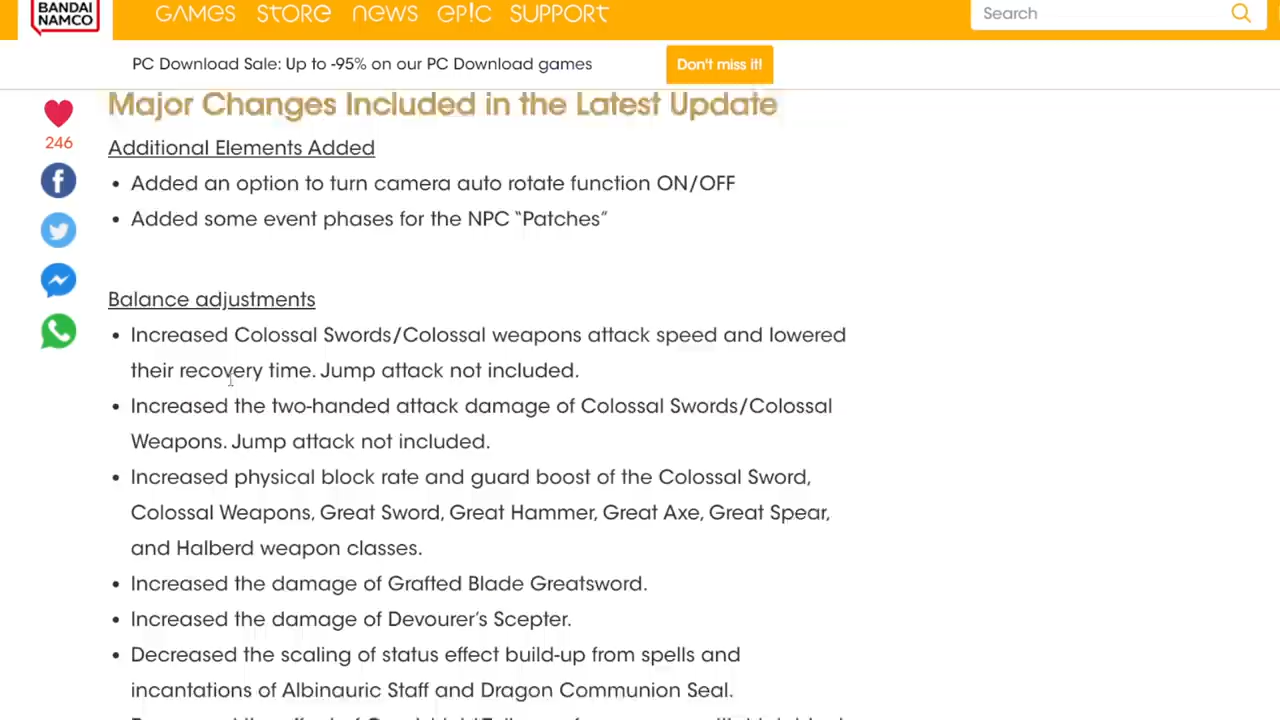 BANDAI
NAMCO
GAMES STORE NEWS EPIC SUPPORT
Search
PC Download Sale: Up to -95% on our PC Download games
Don't miss it!
Major Changes Included in the Latest Update
246
Additional Elements Added
• Added an option to turn camera auto rotate function ON/OFF
• Added some event phases for the NPC “Patches”
Balance adjustments
• Increased Colossal Swords/Colossal weapons attack speed and lowered
their recovery time. Jump attack not included.
• Increased the two-handed attack damage of Colossal Swords/Colossal
Weapons. Jump attack not included.
• Increased physical block rate and guard boost of the Colossal Sword,
Colossal Weapons, Great Sword, Great Hammer, Great Axe, Great Spear,
and Halberd weapon classes.
• Increased the damage of Grafted Blade Greatsword.
• Increased the damage of Devourer’s Scepter.
• Decreased the scaling of status effect build-up from spells and
incantations of Albinauric Staff and Dragon Communion Seal.